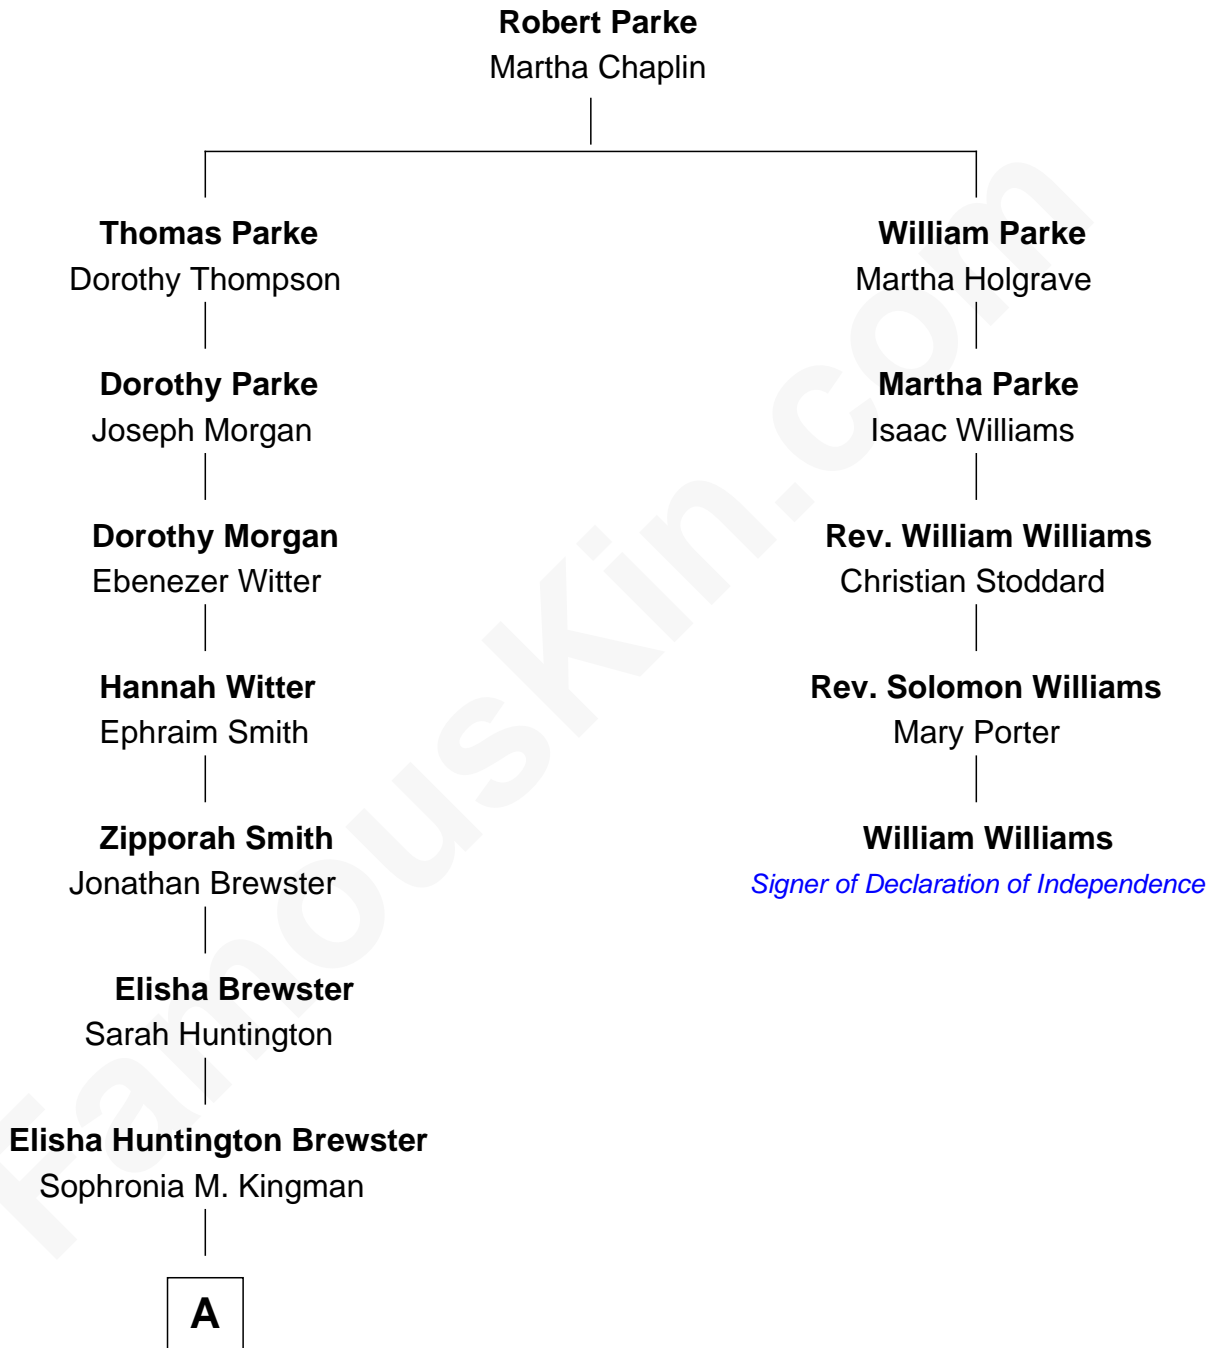 Robert Parke
Martha Chaplin
Thomas Parke
Dorothy Thompson
William Parke
Martha Holgrave
Dorothy Parke
Joseph Morgan
Martha Parke
Isaac Williams
Dorothy Morgan
Ebenezer Witter
Rev. William Williams
Christian Stoddard
Hannah Witter
Ephraim Smith
Rev. Solomon Williams
Mary Porter
Zipporah Smith
Jonathan Brewster
William Williams
Signer of Declaration of Independence
Elisha Brewster
Sarah Huntington
Elisha Huntington Brewster
Sophronia M. Kingman
A
FamousKin.com